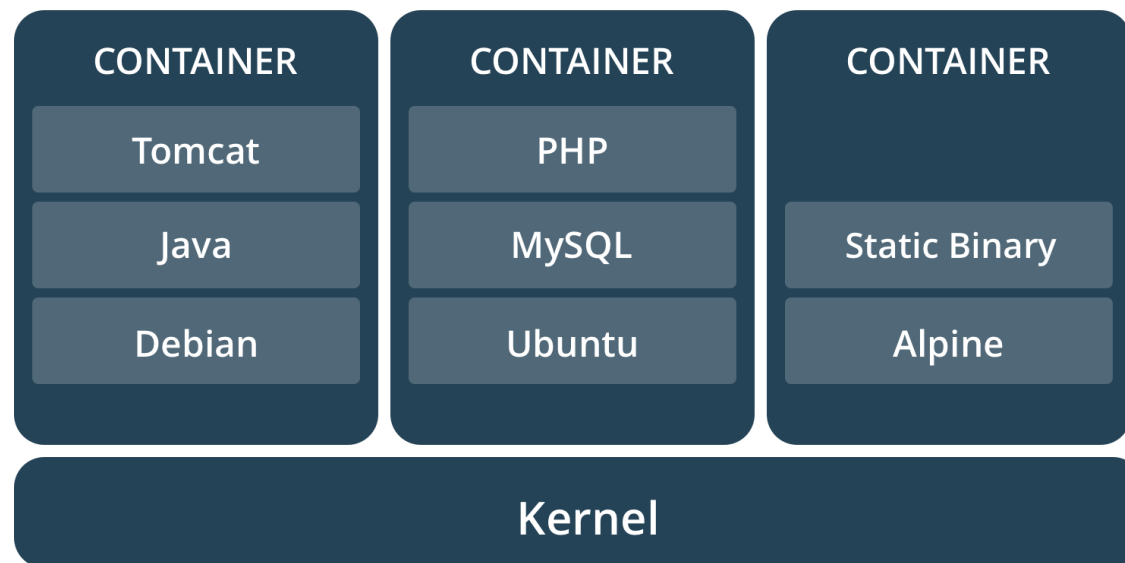 CONTAINER
Tomcat
Java
Debian
CONTAINER
PHP
MySQL
Ubuntu
CONTAINER
Static Binary
Alpine
Kernel